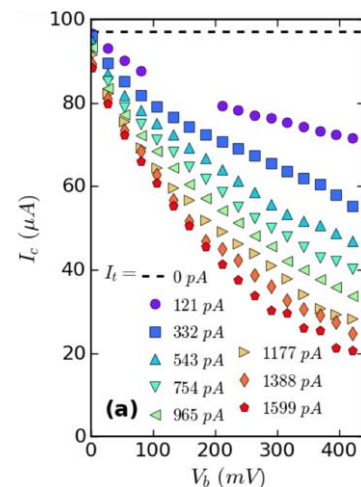 100
80
60
40
20
0
I_c (μA)
I_t = 0 pA
121 pA
332 pA
543 pA
754 pA
965 pA
1177 pA
1388 pA
1599 pA
(a)
0 100 200 300 400
V_b (mV)